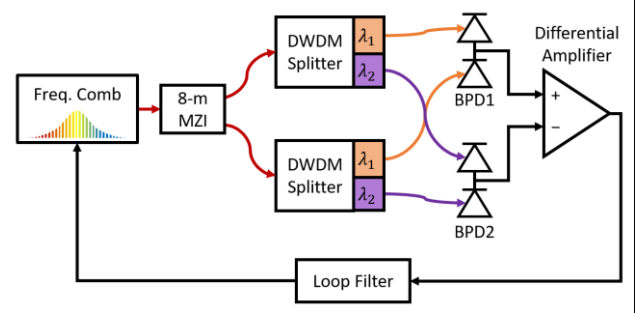 Freq. Comb
8-m
MZI
DWDM
Splitter
λ1
λ2
DWDM
Splitter
λ1
λ2
BPD1
BPD2
Differential
Amplifier
+
−
Loop Filter